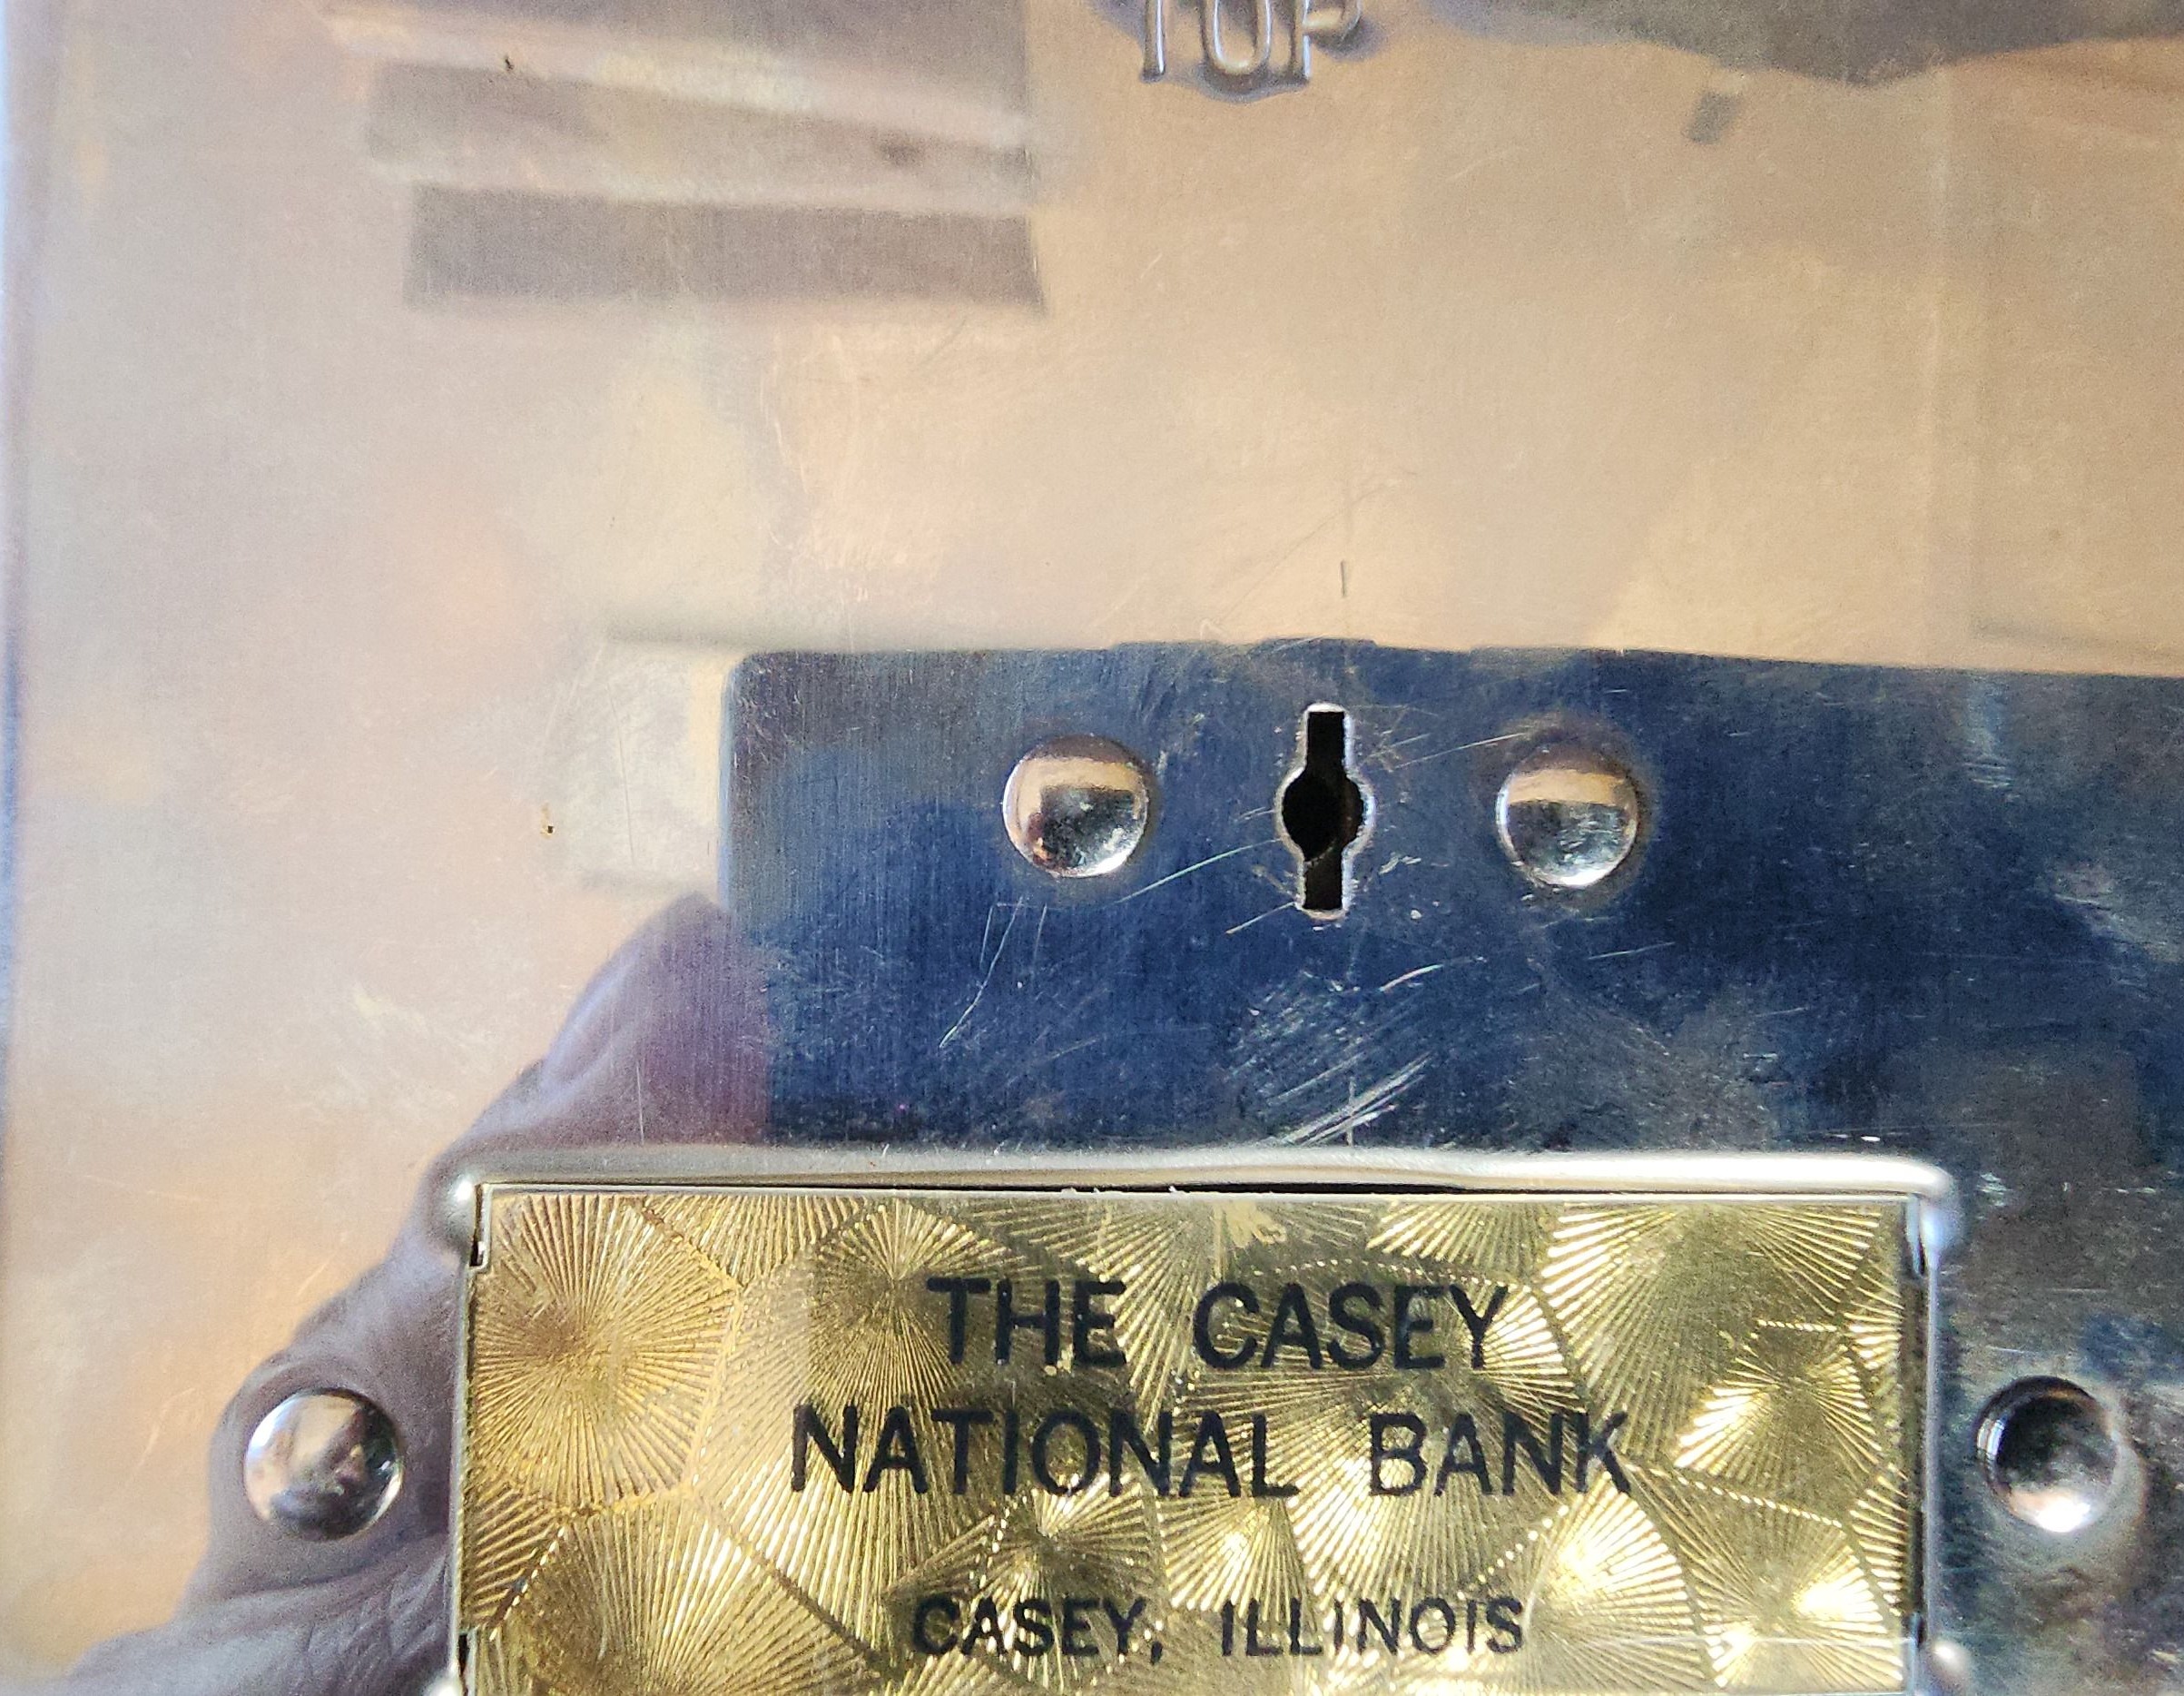 TOP
THE CASEY
NATIONAL BANK
CASEY, ILLINOIS